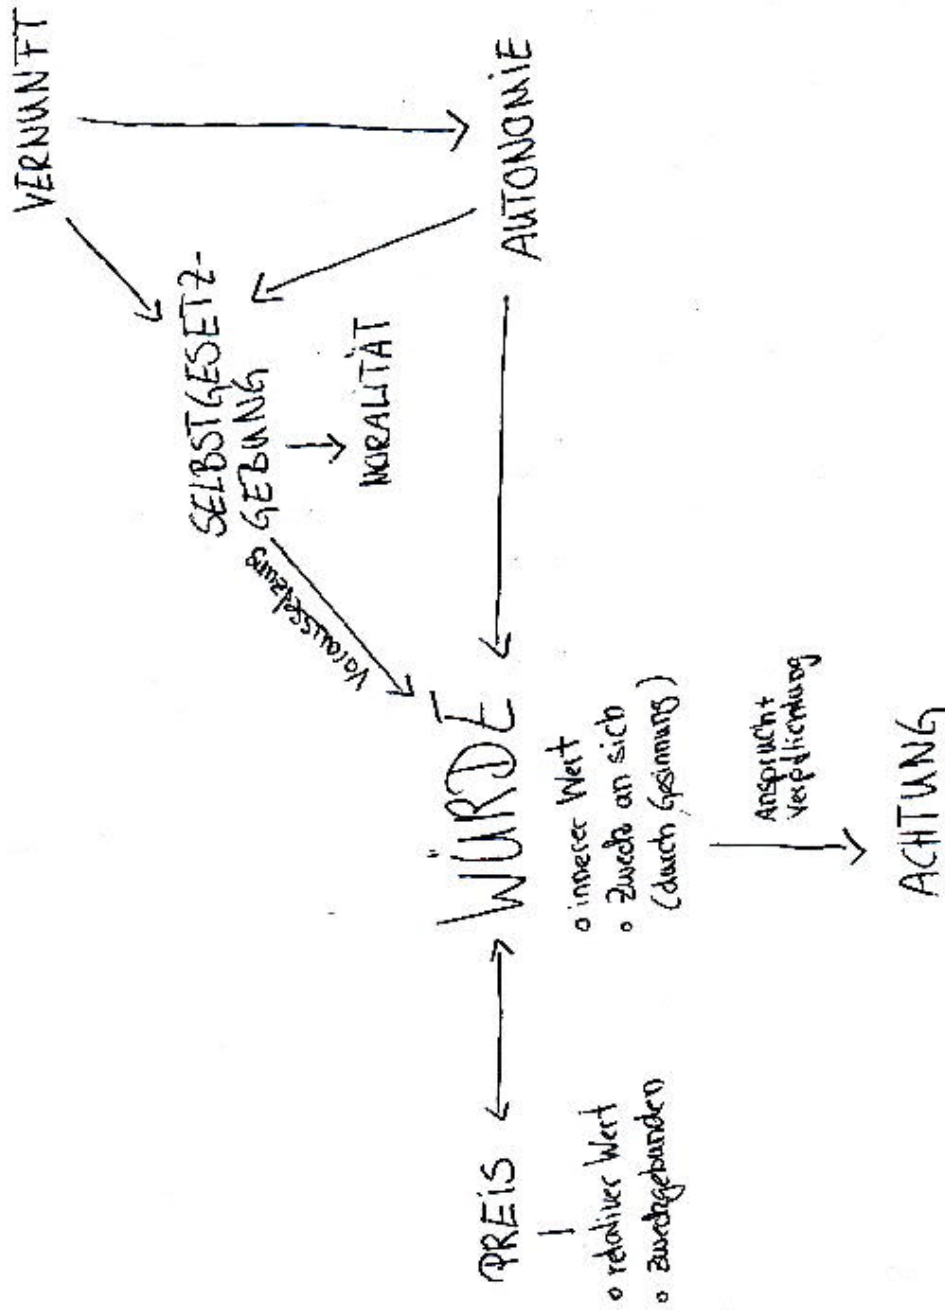 VERNUNFT
SELBSTGESETZ-
GEBUNG
MORALITÄT
AUTONOMIE
Voraussetzung
WÜRDE
o innerer Wert
o Zweck an sich
(durch Gesinnung)
PREIS
o relativer Wert
o zweckgebunden
Anspruch +
Verpflichtung
ACHTUNG